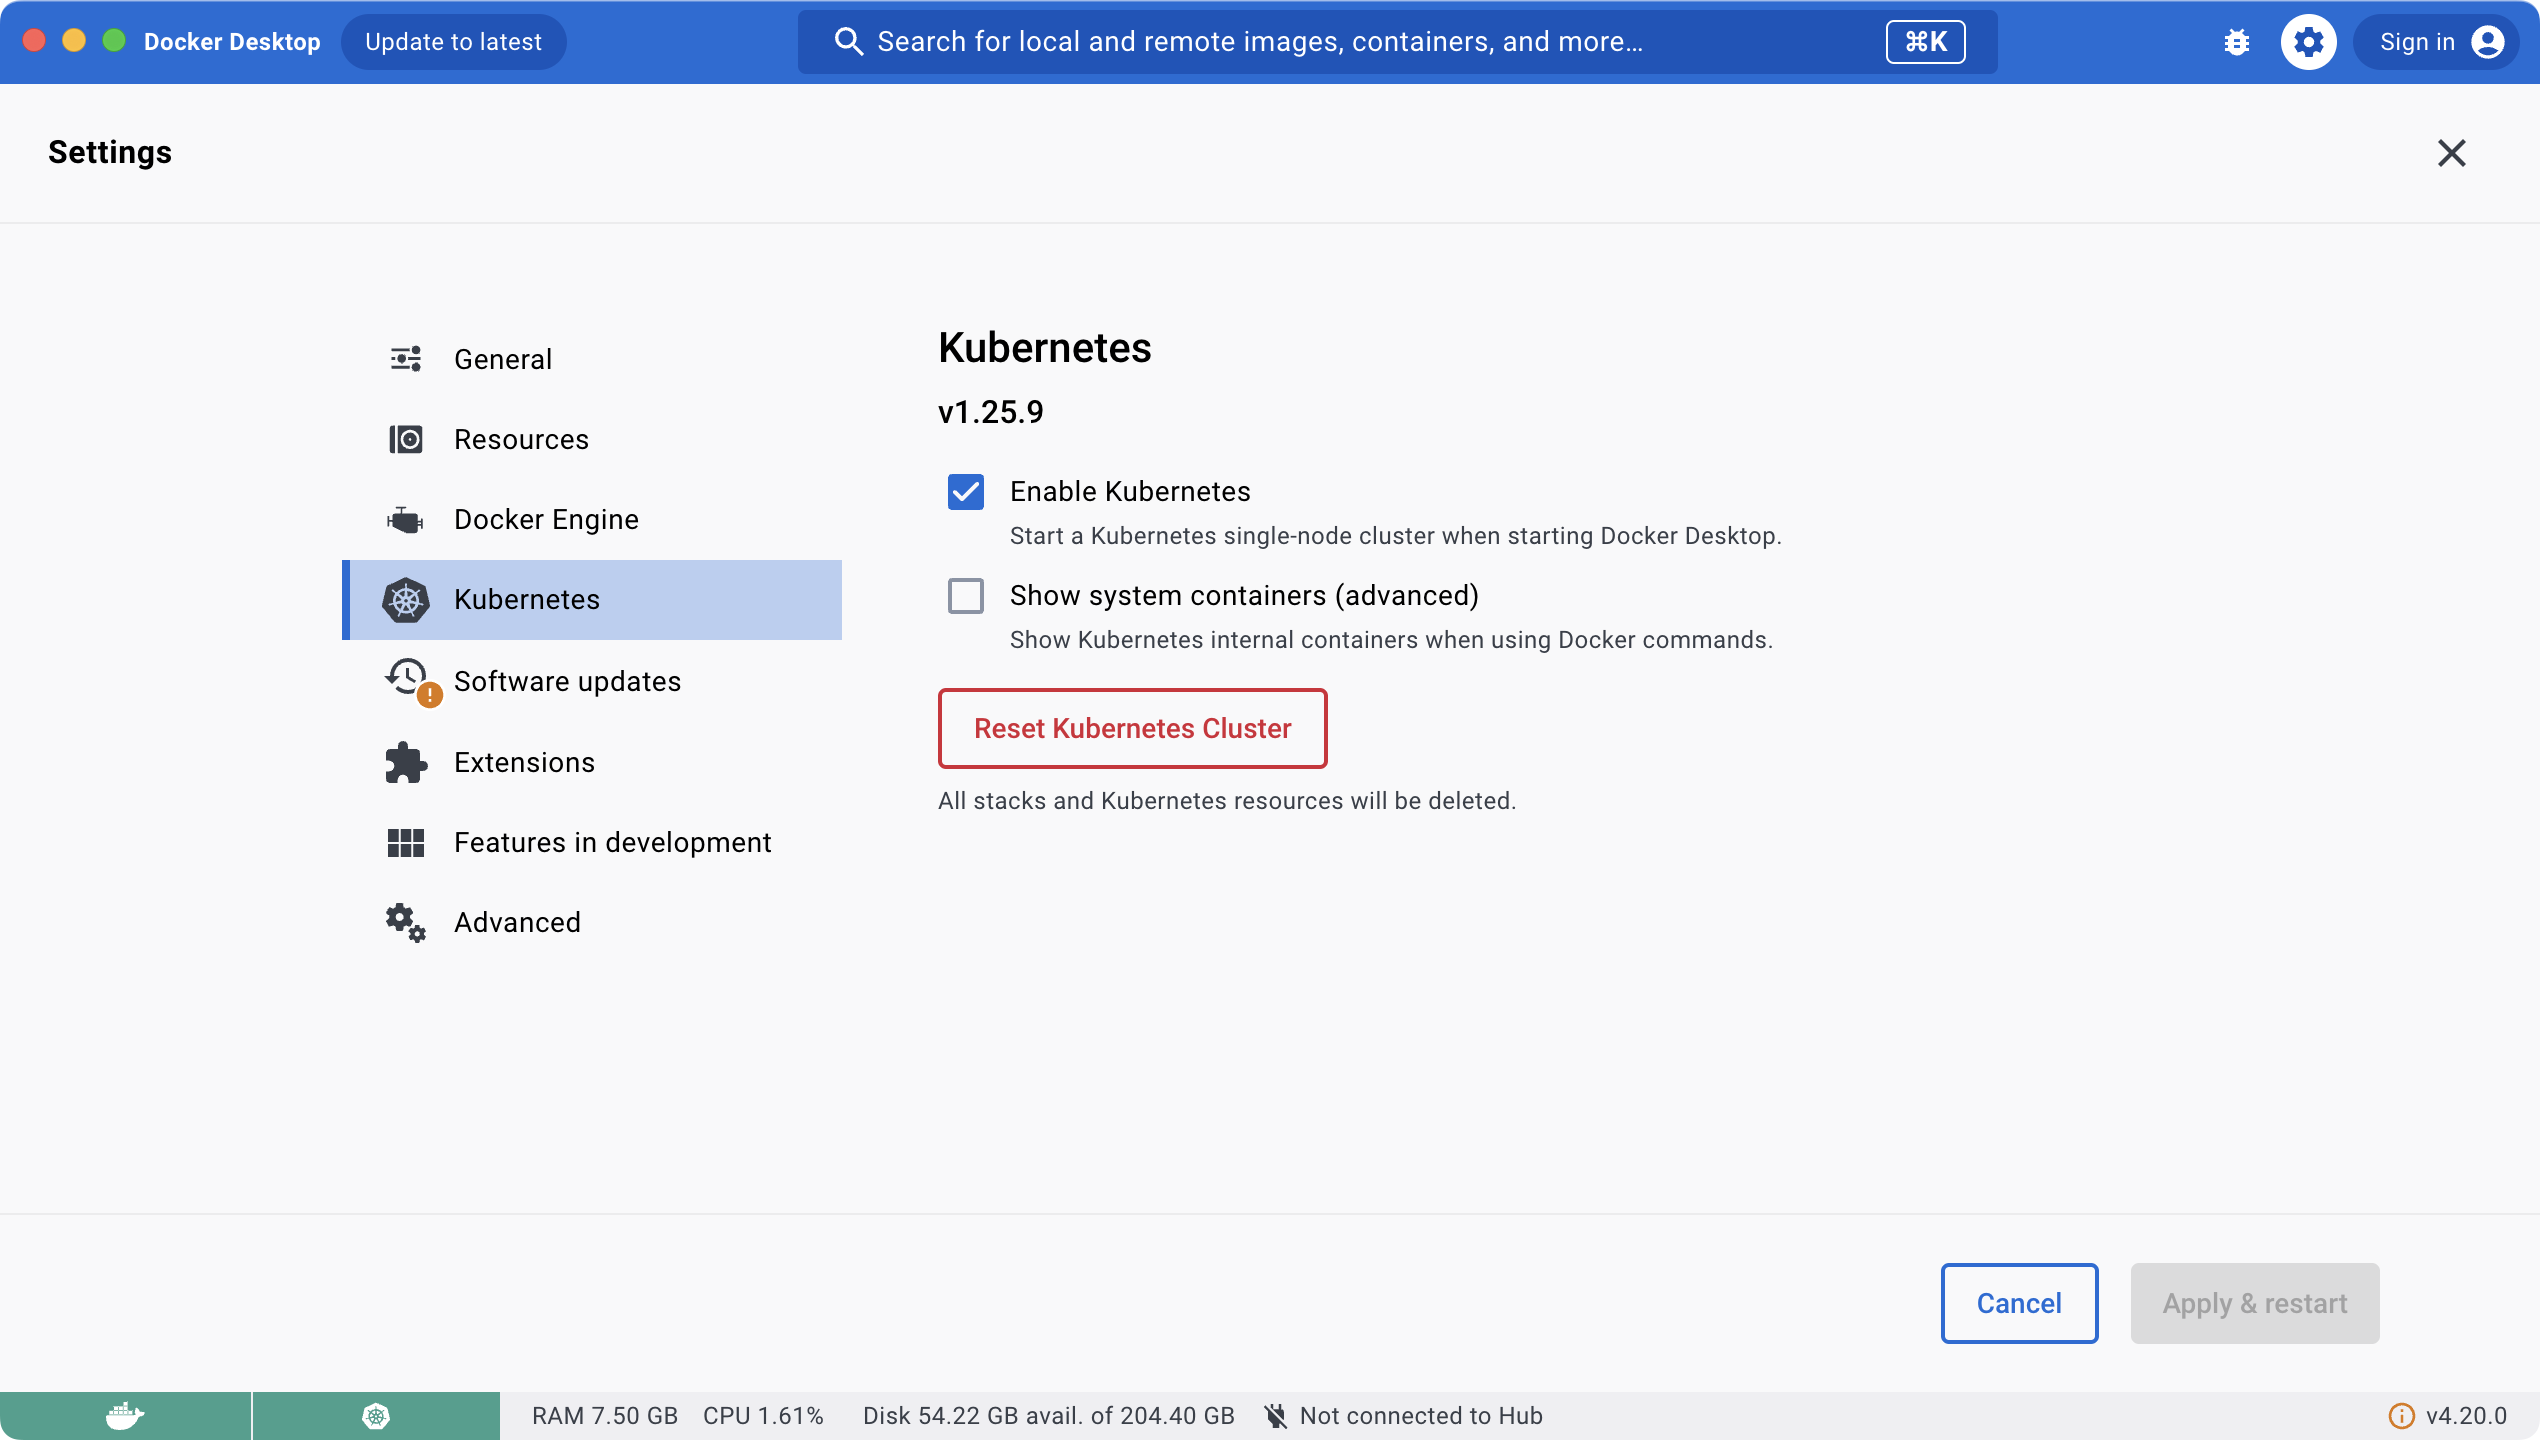 Docker Desktop
Update to latest
Search for local and remote images, containers, and more...
⌘K
Sign in
Settings
General
Resources
Docker Engine
Kubernetes
Software updates
Extensions
Features in development
Advanced
Kubernetes
v1.25.9
Enable Kubernetes
Start a Kubernetes single-node cluster when starting Docker Desktop.
Show system containers (advanced)
Show Kubernetes internal containers when using Docker commands.
Reset Kubernetes Cluster
All stacks and Kubernetes resources will be deleted.
Cancel
Apply & restart
RAM 7.50 GB CPU 1.61% Disk 54.22 GB avail. of 204.40 GB Not connected to Hub
v4.20.0